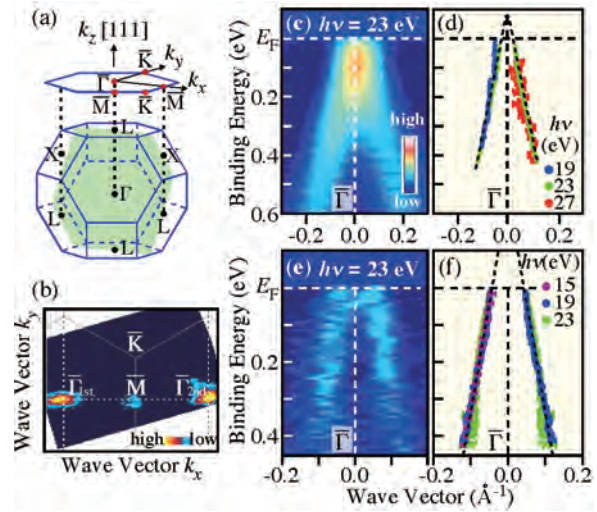 (a)
k_z [111]
K̄
k_y
Γ̄
k_x
M̄
K̄
M̄
L
X
X
Γ
L
L
L
(b)
Wave Vector k_y
K̄
Γ̄1st
M̄
Γ̄2nd
high
low
Wave Vector k_x
(c)
hν = 23 eV
E_F
Binding Energy (eV)
0.2
0.4
0.6
high
low
Γ̄
-0.2
0.0
0.2
(d)
hν
(eV)
19
23
27
Γ̄
-0.2
0.0
0.2
(e)
hν = 23 eV
E_F
Binding Energy (eV)
0.2
0.4
Γ̄
-0.2
0.0
0.2
(f)
hν(eV)
15
19
23
Γ̄
-0.2
0.0
0.2
Wave Vector (Å⁻¹)